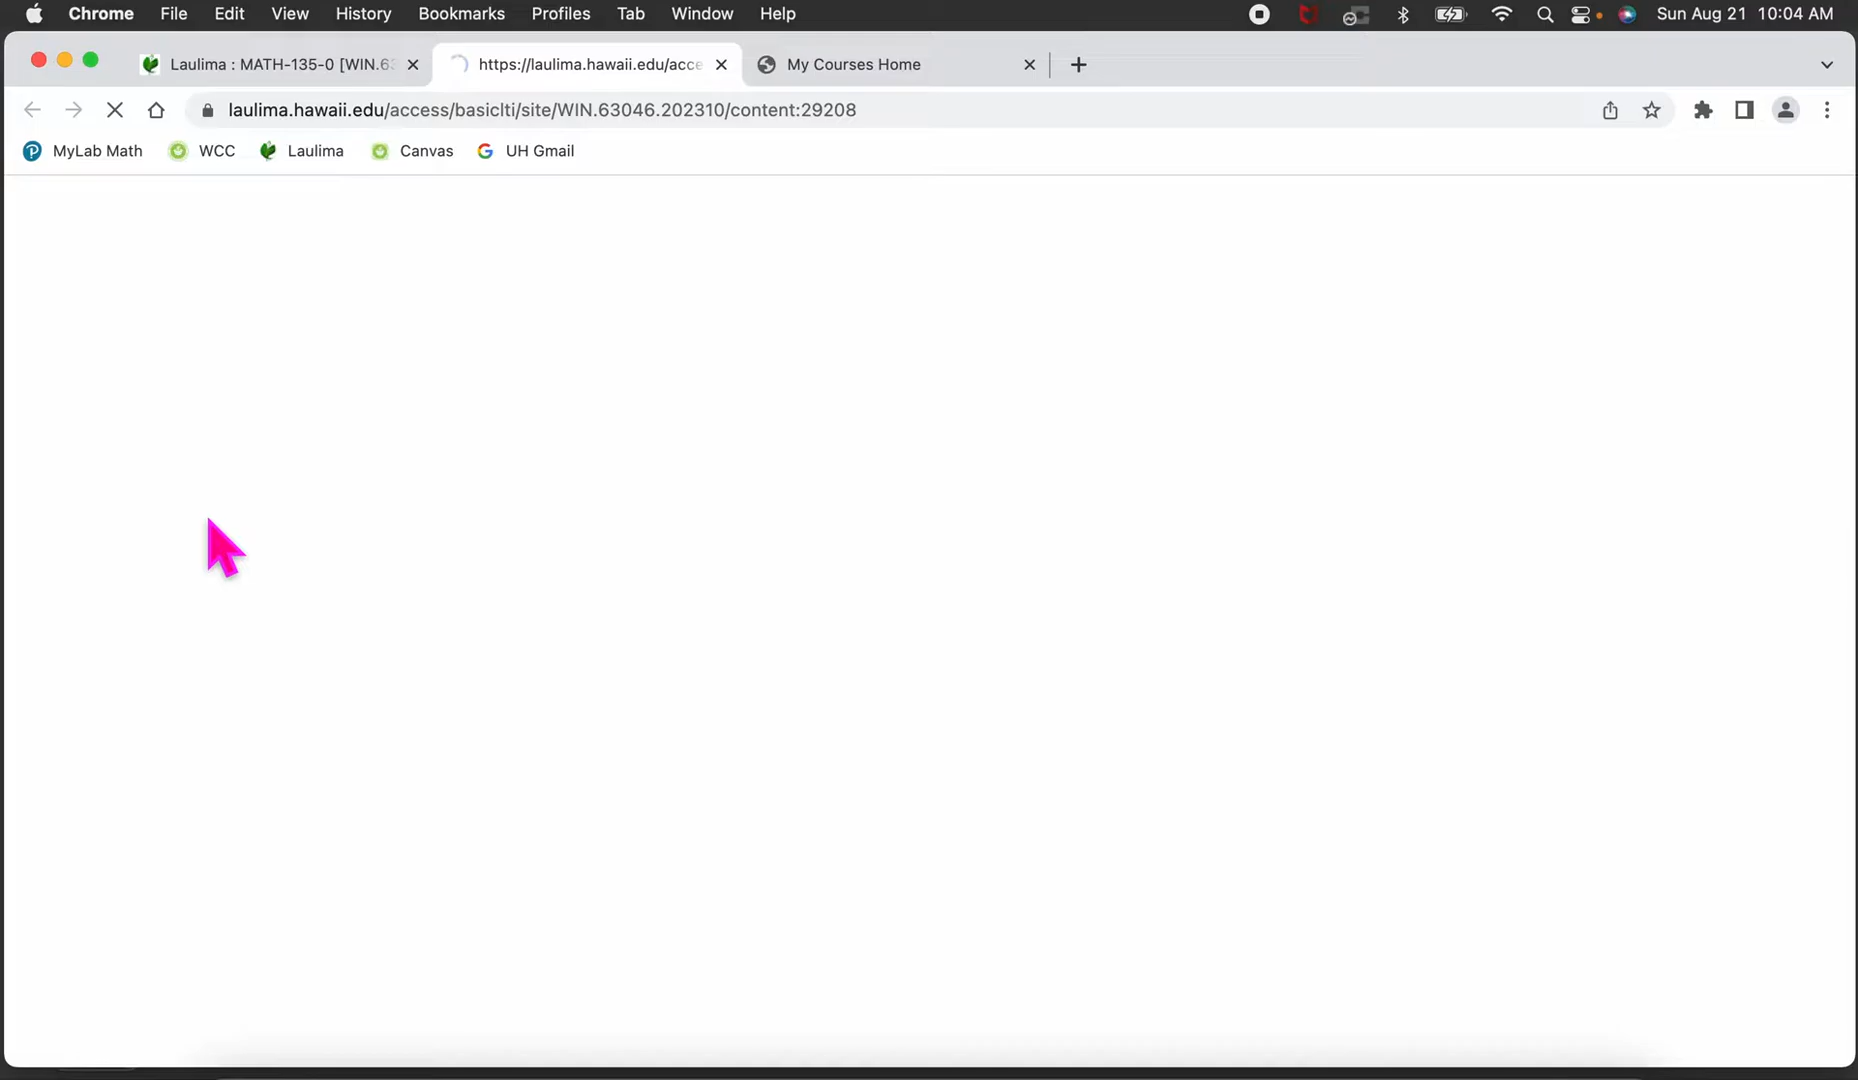 Chrome File Edit View History Bookmarks Profiles Tab Window Help Sun Aug 21 10:04 AM
Laulima : MATH-135-0 [WIN.63 https://laulima.hawaii.edu/acce My Courses Home
laulima.hawaii.edu/access/basiclti/site/WIN.63046.202310/content:29208
MyLab Math WCC Laulima Canvas UH Gmail